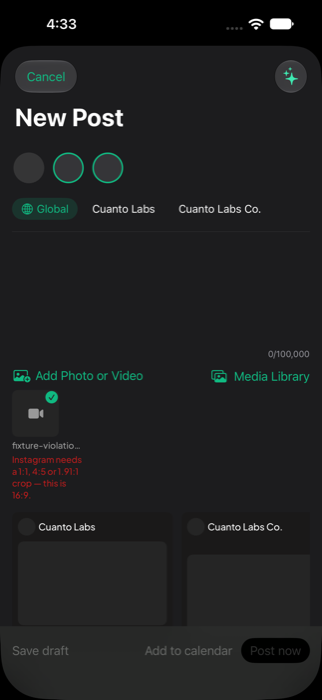 4:33
Cancel
New Post
Global
Cuanto Labs
Cuanto Labs Co.
0/100,000
Add Photo or Video
Media Library
fixture-violatio...
Instagram needs
a 1:1, 4:5 or 1.91:1
crop — this is
16:9.
Cuanto Labs
Cuanto Labs Co.
Save draft
Add to calendar
Post now